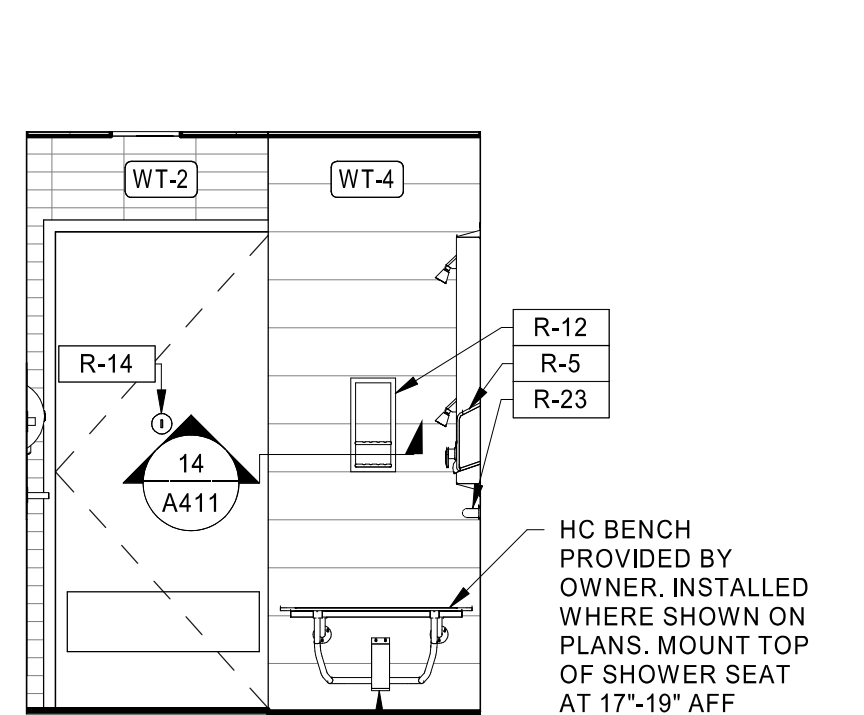 WT-2
WT-4
R-12
R-14
R-5
R-23
14
A411
HC BENCH
PROVIDED BY
OWNER. INSTALLED
WHERE SHOWN ON
PLANS. MOUNT TOP
OF SHOWER SEAT
AT 17"-19" AFF